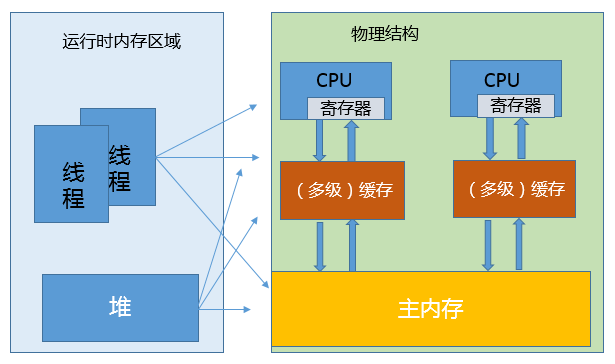 运行时内存区域
线
程
线
程
堆
物理结构
CPU
寄存器
CPU
寄存器
（多级）缓存
（多级）缓存
主内存